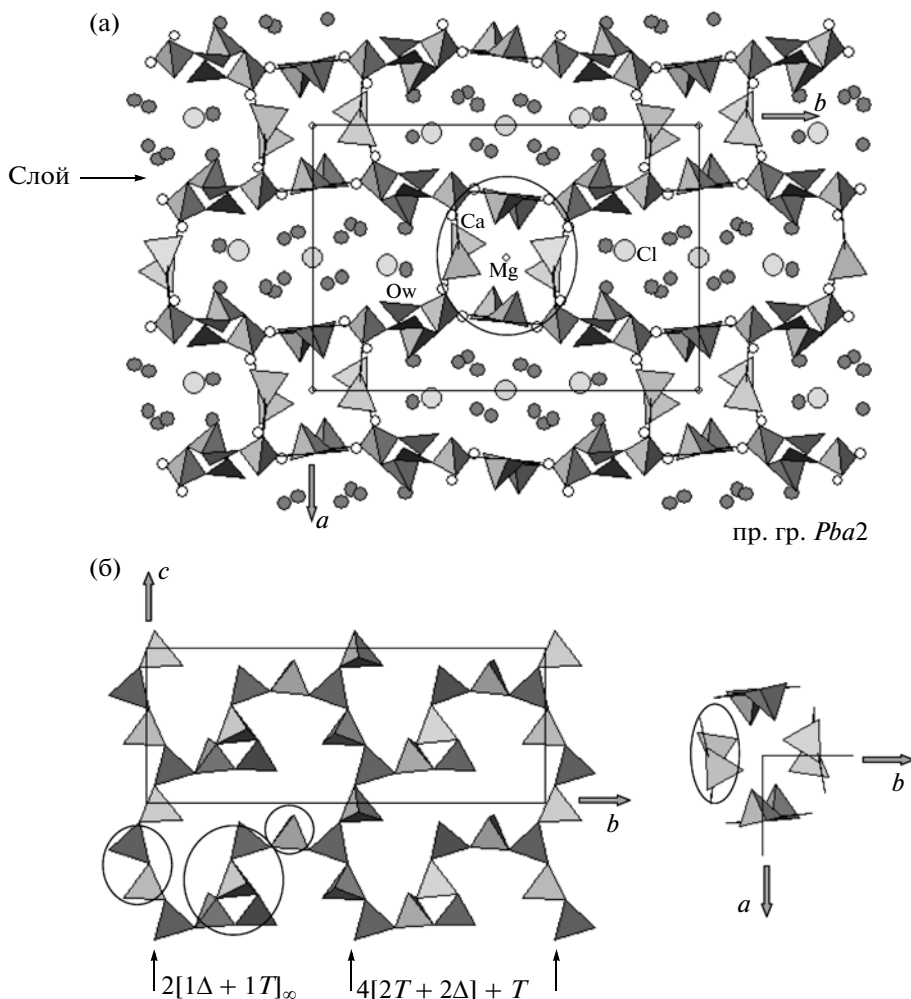 (а)
b
Слой
Ca
Mg
Cl
Ow
a
пр. гр. Pba2
(б)
c
b
b
a
2[1Δ + 1T]∞
4[2T + 2Δ] + T